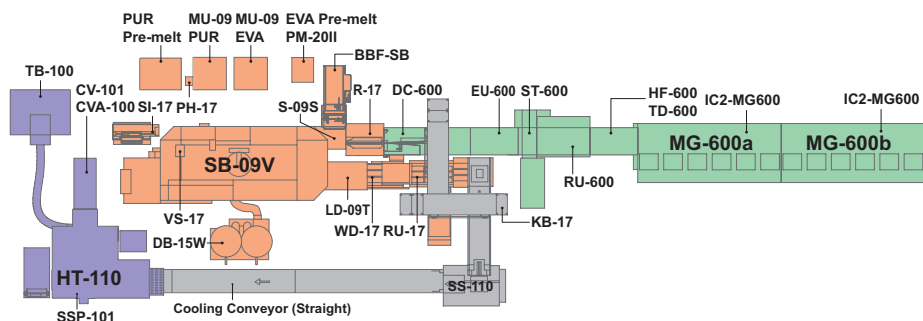 PUR
Pre-melt
MU-09
PUR
MU-09
EVA
EVA Pre-melt
PM-20II
BBF-SB
TB-100
CV-101
CVA-100
SI-17
PH-17
S-09S
R-17
DC-600
EU-600
ST-600
HF-600
TD-600
IC2-MG600
IC2-MG600
MG-600a
MG-600b
SB-09V
RU-600
VS-17
LD-09T
WD-17
RU-17
KB-17
DB-15W
HT-110
SS-110
Cooling Conveyor (Straight)
SSP-101